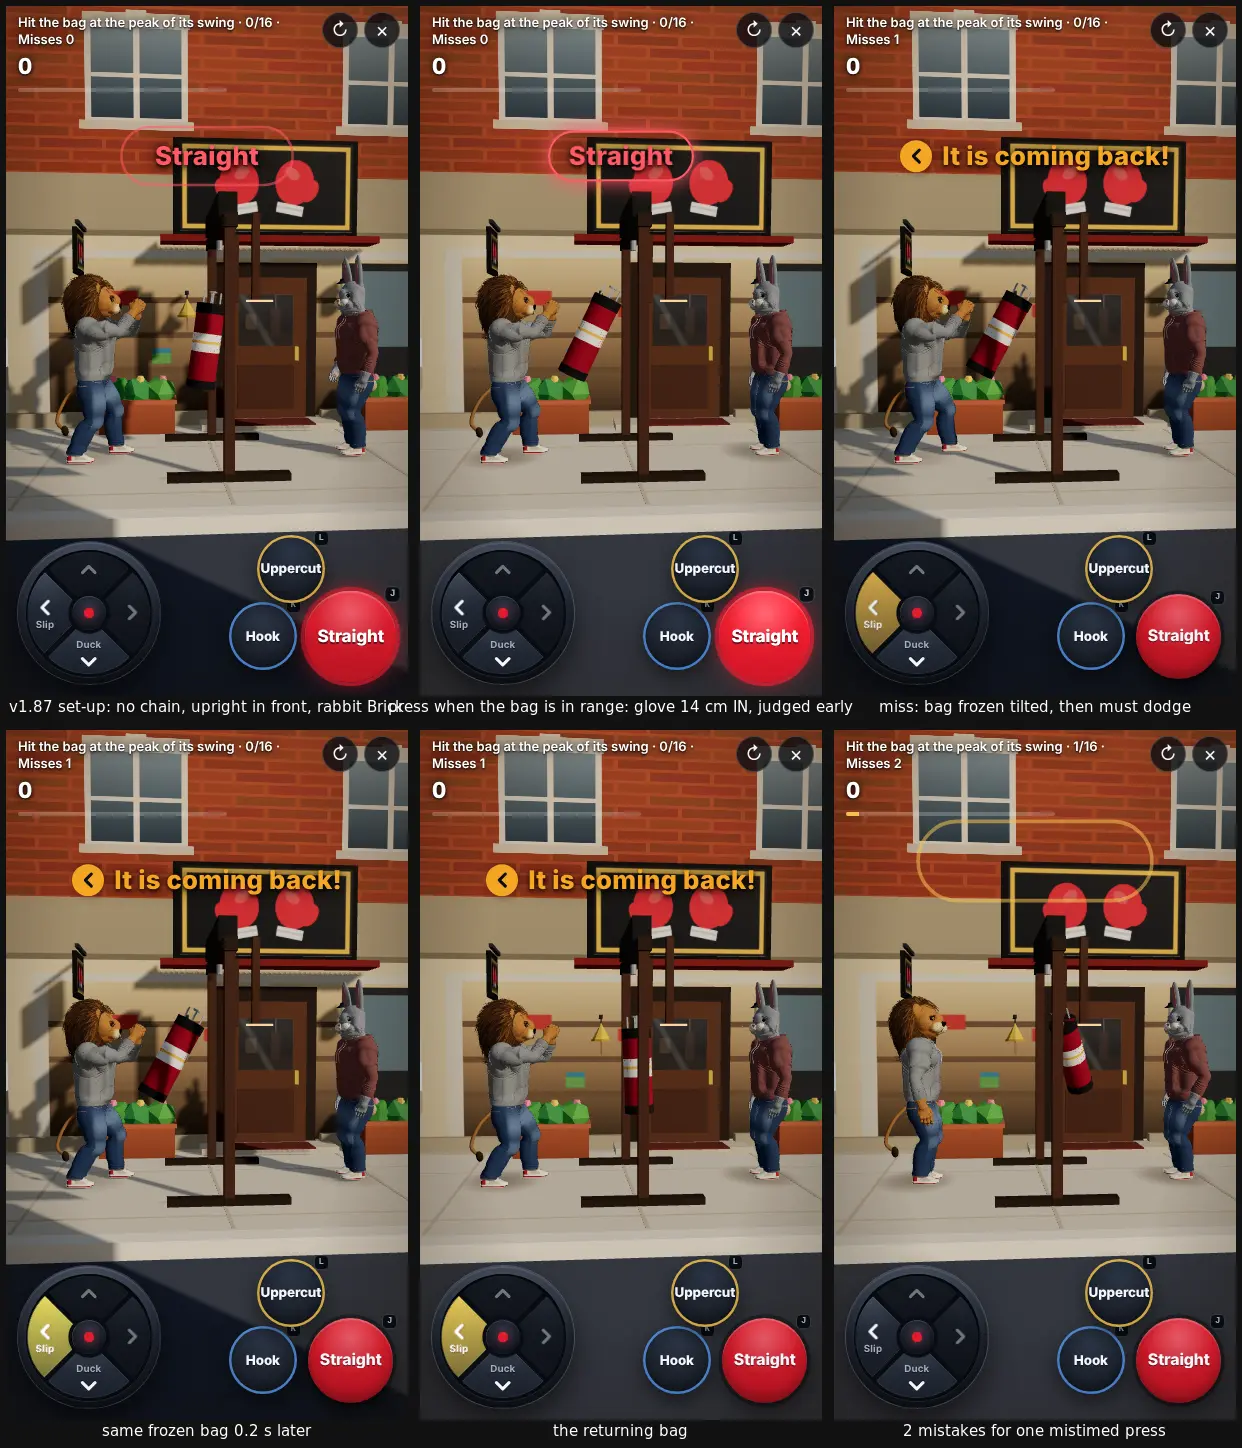 Hit the bag at the peak of its swing · 0/16 ·
Misses 0
0
Straight
L
Uppercut
J
K
Slip
Hook
Straight
Duck
v1.87 set-up: no chain, upright in front, rabbit Brick
Hit the bag at the peak of its swing · 0/16 ·
Misses 0
0
Straight
L
Uppercut
J
K
Slip
Hook
Straight
Duck
press when the bag is in range: glove 14 cm IN, judged early
Hit the bag at the peak of its swing · 0/16 ·
Misses 1
0
It is coming back!
L
Uppercut
J
K
Slip
Hook
Straight
Duck
miss: bag frozen tilted, then must dodge
Hit the bag at the peak of its swing · 0/16 ·
Misses 1
0
It is coming back!
L
Uppercut
J
K
Slip
Hook
Straight
Duck
same frozen bag 0.2 s later
Hit the bag at the peak of its swing · 0/16 ·
Misses 1
0
It is coming back!
L
Uppercut
J
K
Slip
Hook
Straight
Duck
the returning bag
Hit the bag at the peak of its swing · 1/16 ·
Misses 2
0
L
Uppercut
J
K
Slip
Hook
Straight
Duck
2 mistakes for one mistimed press